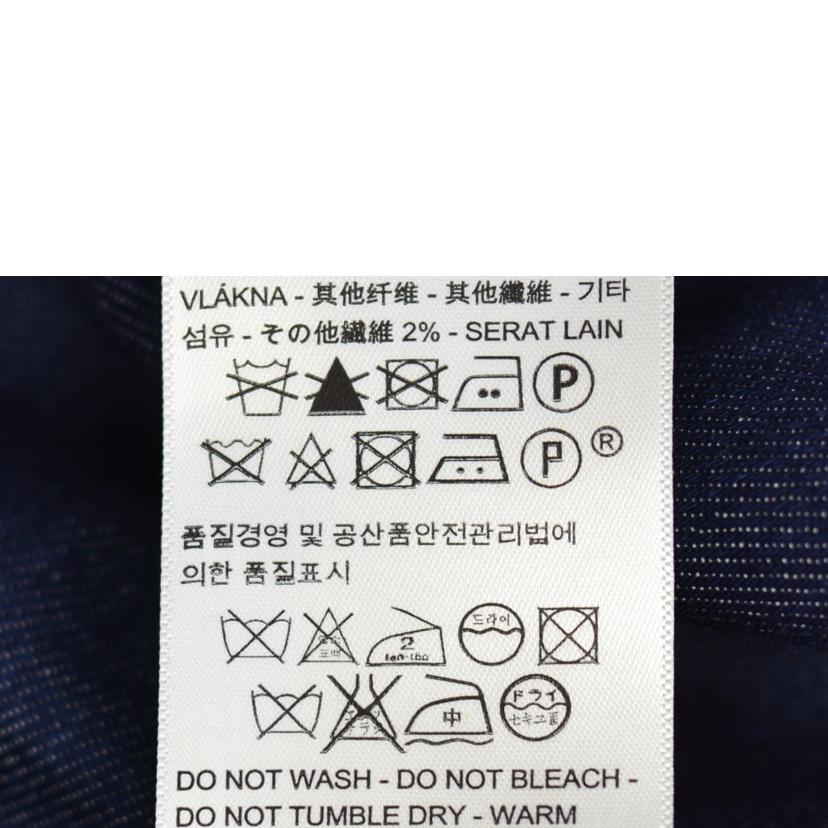 VLÁKNA - 其他纤维 - 其他纖維 - 기타
섬유 - その他繊維 2% - SERAT LAIN
P
P ®
품질경영 및 공산품안전관리법에
의한 품질표시
2 드라이
中 ドライ
DO NOT WASH - DO NOT BLEACH -
DO NOT TUMBLE DRY - WARM